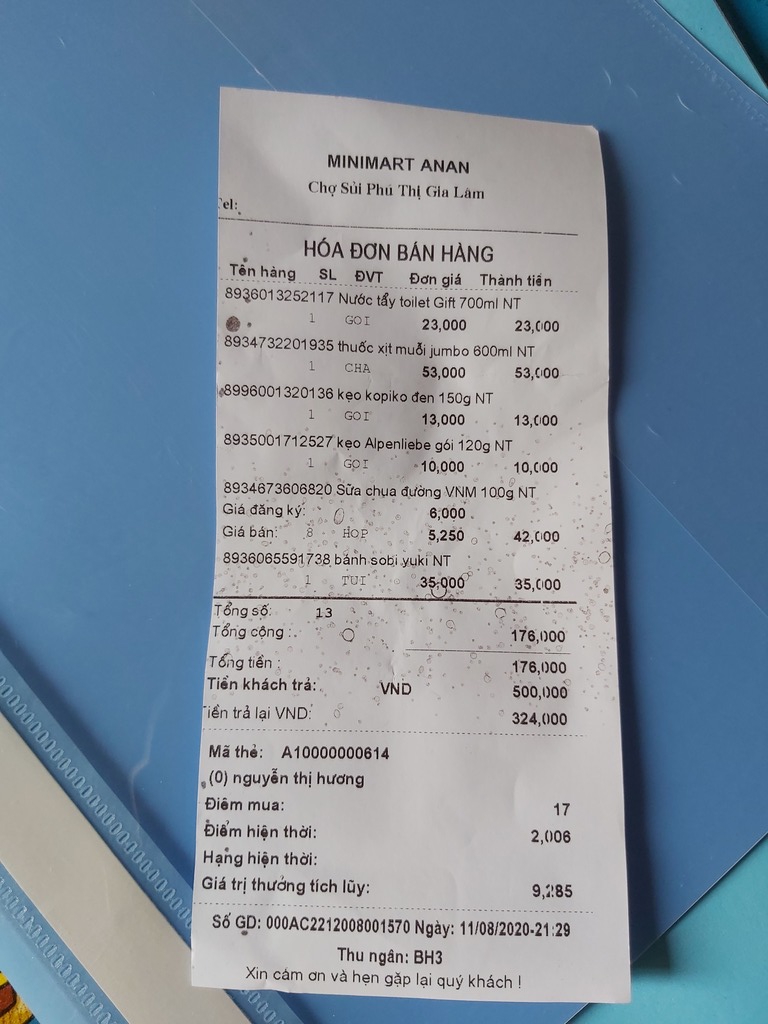 MINIMART ANAN
Chợ Sủi Phú Thị Gia Lâm
Tel:
HÓA ĐƠN BÁN HÀNG
Tên hàng SL ĐVT Đơn giá Thành tiền
8936013252117 Nước tẩy toilet Gift 700ml NT
1 GOI 23,000 23,000
8934732201935 thuốc xịt muỗi jumbo 600ml NT
1 CHA 53,000 53,000
8996001320136 kẹo kopiko đen 150g NT
1 GOI 13,000 13,000
8935001712527 kẹo Alpenliebe gói 120g NT
1 GOI 10,000 10,000
8934673606820 Sữa chua đường VNM 100g NT
Giá đăng ký: 6,000
Giá bán: 8 HOP 5,250 42,000
8936065591738 bánh sobi yuki NT
1 TUI 35,000 35,000
Tổng số: 13
Tổng cộng : 176,000
Tổng tiền : 176,000
Tiền khách trả: VND 500,000
Tiền trả lại VND: 324,000
Mã thẻ: A10000000614
(0) nguyễn thị hương
Điểm mua: 17
Điểm hiện thời: 2,006
Hạng hiện thời:
Giá trị thưởng tích lũy: 9,285
Số GD: 000AC2212008001570 Ngày: 11/08/2020-21:29
Thu ngân: BH3
Xin cám ơn và hẹn gặp lại quý khách !